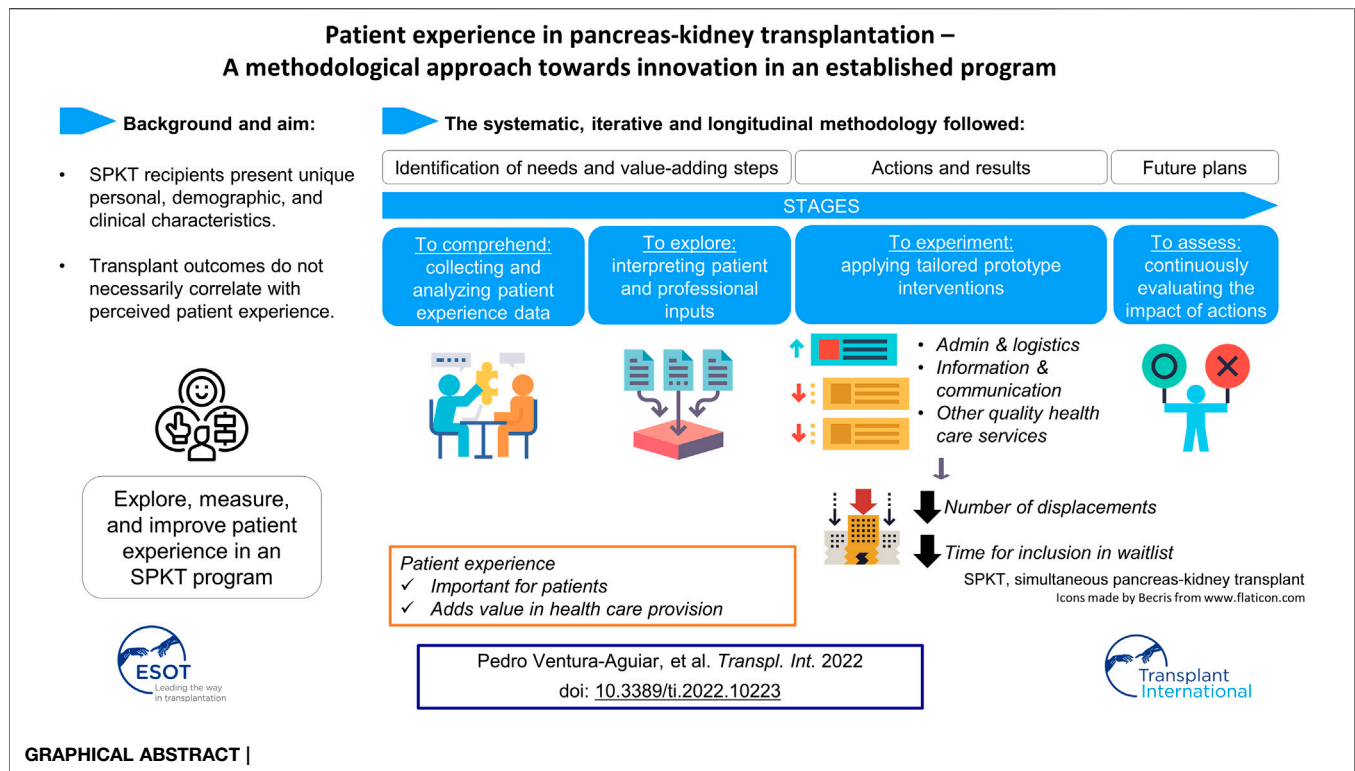 Patient experience in pancreas-kidney transplantation –
A methodological approach towards innovation in an established program
Background and aim:
• SPKT recipients present unique
personal, demographic, and
clinical characteristics.
• Transplant outcomes do not
necessarily correlate with
perceived patient experience.
Explore, measure,
and improve patient
experience in an
SPKT program
The systematic, iterative and longitudinal methodology followed:
Identification of needs and value-adding steps
Actions and results
Future plans
STAGES
To comprehend:
collecting and
analyzing patient
experience data
To explore:
interpreting patient
and professional
inputs
To experiment:
applying tailored prototype
interventions
To assess:
continuously
evaluating the
impact of actions
• Admin & logistics
• Information &
communication
• Other quality health
care services
Number of displacements
Time for inclusion in waitlist
SPKT, simultaneous pancreas-kidney transplant
Icons made by Becris from www.flaticon.com
Patient experience
✓ Important for patients
✓ Adds value in health care provision
Pedro Ventura-Aguiar, et al. Transpl. Int. 2022
doi: 10.3389/ti.2022.10223
ESOT
Leading the way
in transplantation
Transplant
International
GRAPHICAL ABSTRACT |